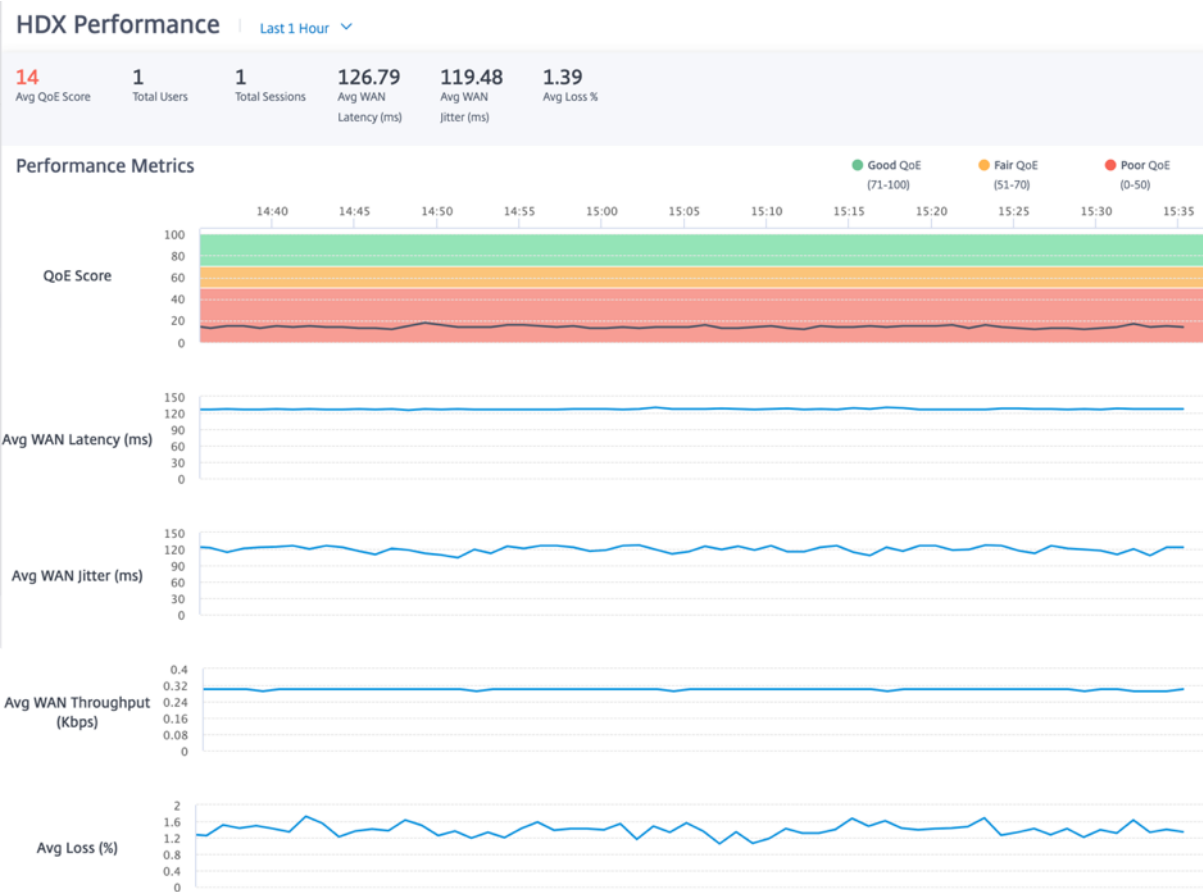 HDX Performance
Last 1 Hour
14 1 1 126.79 119.48 1.39
Avg QoE Score Total Users Total Sessions Avg WAN Avg WAN Avg Loss %
Latency (ms) Jitter (ms)
Performance Metrics
Good QoE Fair QoE Poor QoE
(71-100) (51-70) (0-50)
14:40 14:45 14:50 14:55 15:00 15:05 15:10 15:15 15:20 15:25 15:30 15:35
QoE Score
100
80
60
40
20
0
Avg WAN Latency (ms)
150
120
90
60
30
0
Avg WAN Jitter (ms)
150
120
90
60
30
0
Avg WAN Throughput
(Kbps)
0.4
0.32
0.24
0.16
0.08
0
Avg Loss (%)
2
1.6
1.2
0.8
0.4
0